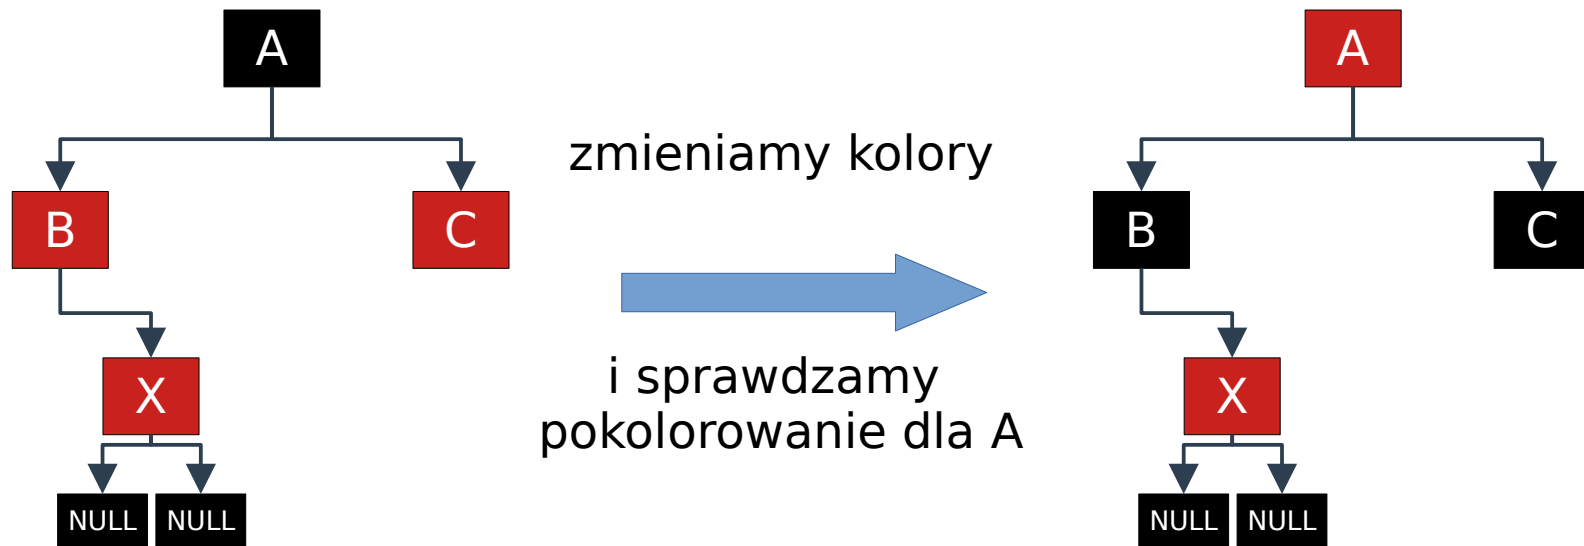 A
B
C
X
NULL NULL
zmieniamy kolory
i sprawdzamy
pokolorowanie dla A
A
B
C
X
NULL NULL